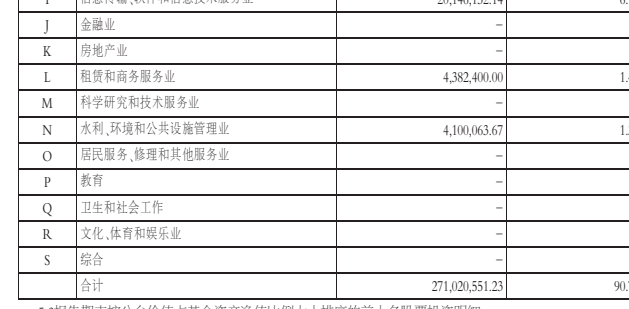 J 金融业 –
K 房地产业 –
L 租赁和商务服务业 4,382,400.00 1.
M 科学研究和技术服务业 –
N 水利、环境和公共设施管理业 4,100,063.67 1.
O 居民服务、修理和其他服务业 –
P 教育 –
Q 卫生和社会工作 –
R 文化、体育和娱乐业 –
S 综合 –
合计 271,020,551.23 90.